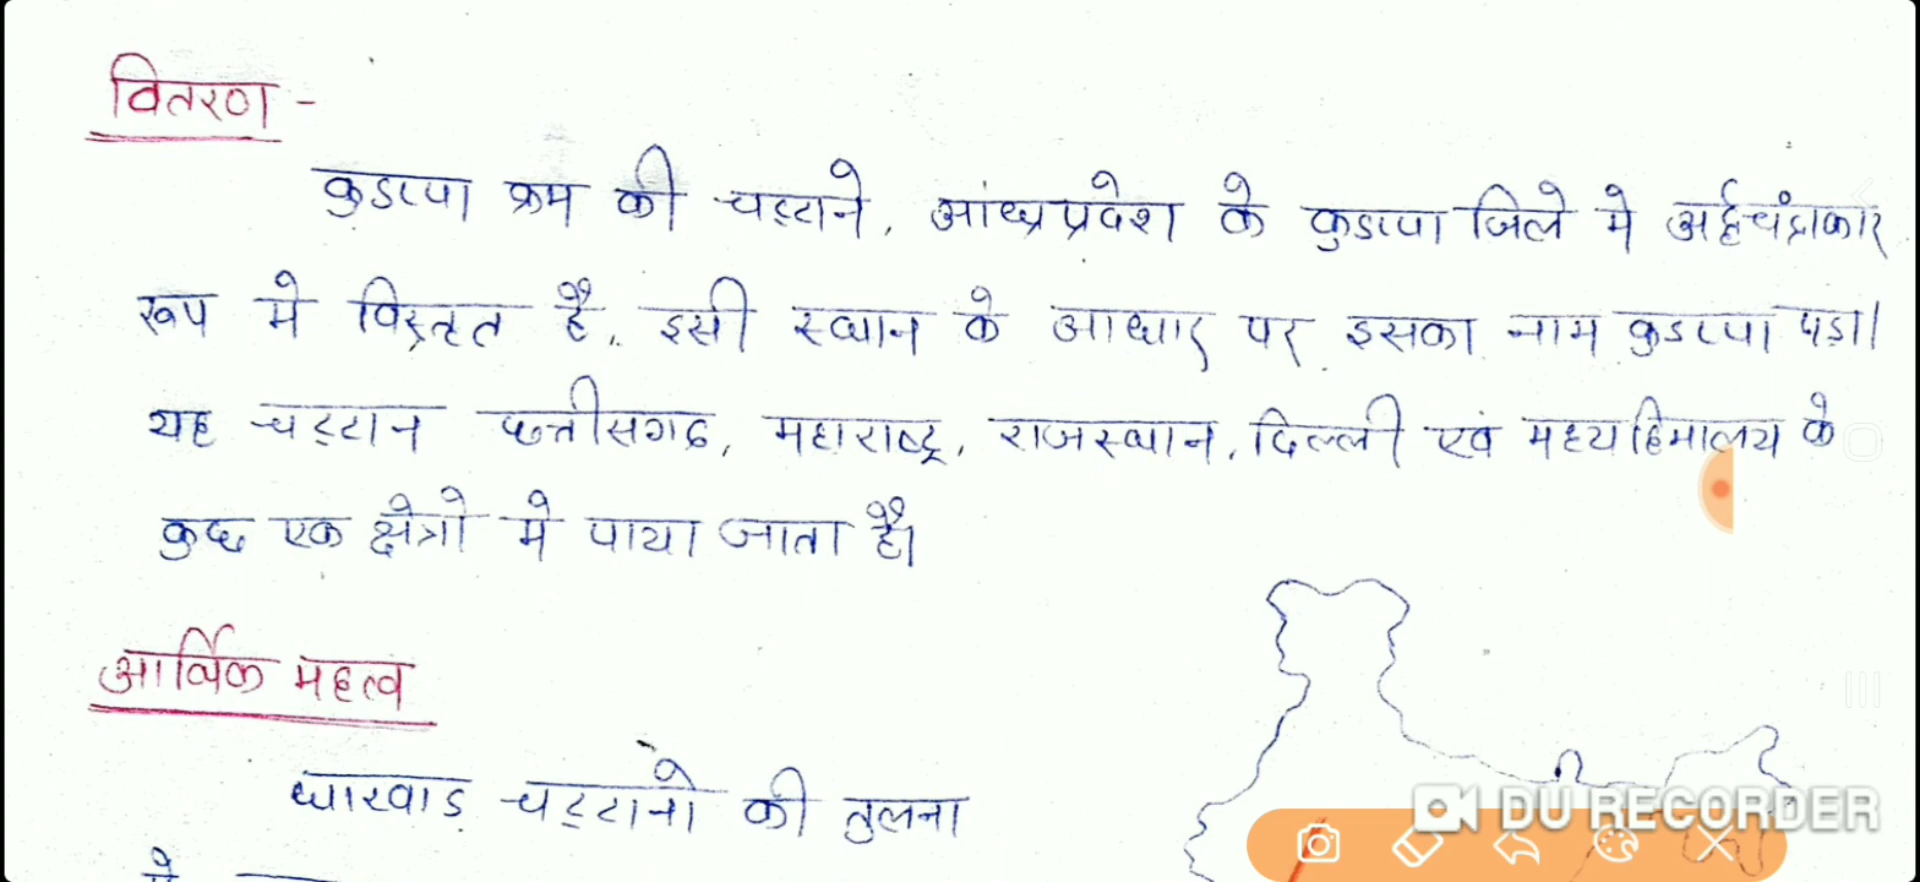 वितरण -
कुडप्पा क्रम की चट्टाने, आंध्रप्रदेश के कुडप्पा जिले मे अर्द्धचंद्राकार
रूप मे विस्तृत है, इसी स्थान के आधार पर इसका नाम कुडप्पा पड़ा।
यह चट्टान छत्तीसगढ, महाराष्ट्र, राजस्थान, दिल्ली एवं मध्य हिमालय के
कुछ एक क्षेत्रो मे पाया जाता है।
आर्थिक महत्व
धारवाड चट्टानो की तुलना
मे
DU RECORDER